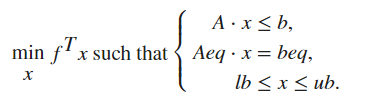 A · x ≤ b,
min f^T x such that { Aeq · x = beq,
x
lb ≤ x ≤ ub.